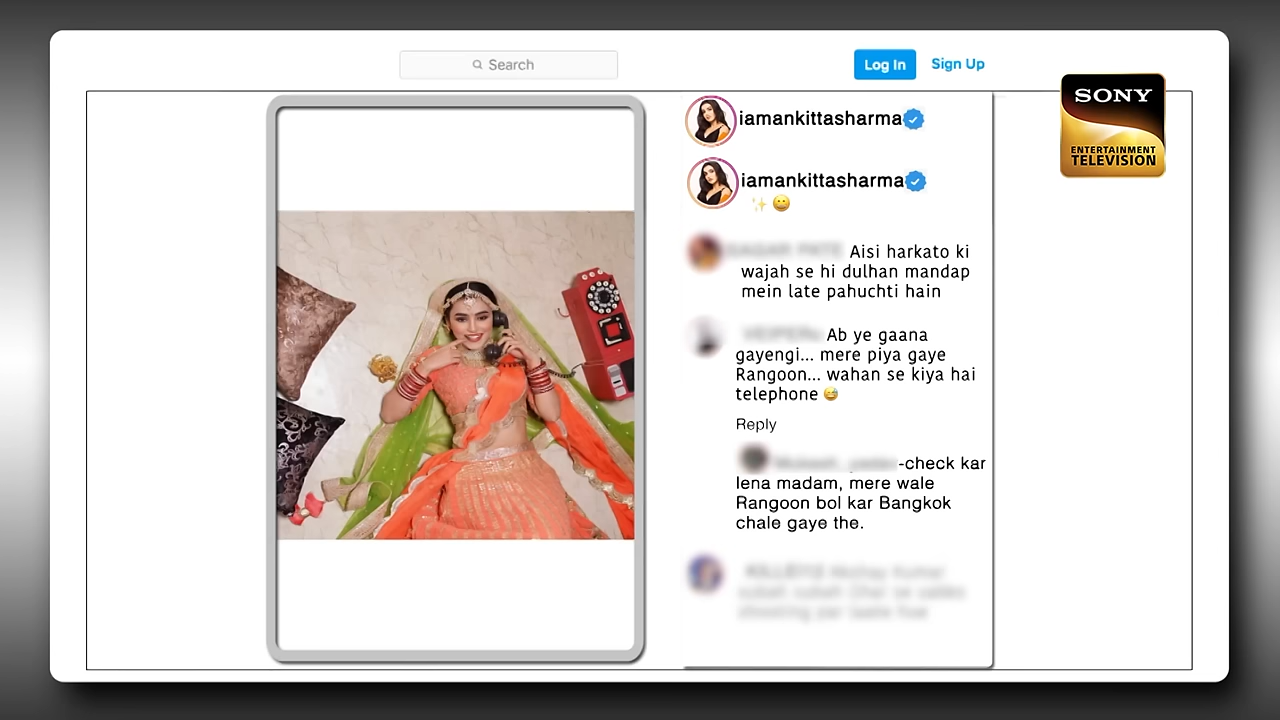 Search
Log In
Sign Up
SONY
ENTERTAINMENT
TELEVISION
iamankittasharma
iamankittasharma
✨ 😀
Aisi harkato ki
wajah se hi dulhan mandap
mein late pahuchti hain
Ab ye gaana
gayengi... mere piya gaye
Rangoon... wahan se kiya hai
telephone 😅
Reply
-check kar
lena madam, mere wale
Rangoon bol kar Bangkok
chale gaye the.